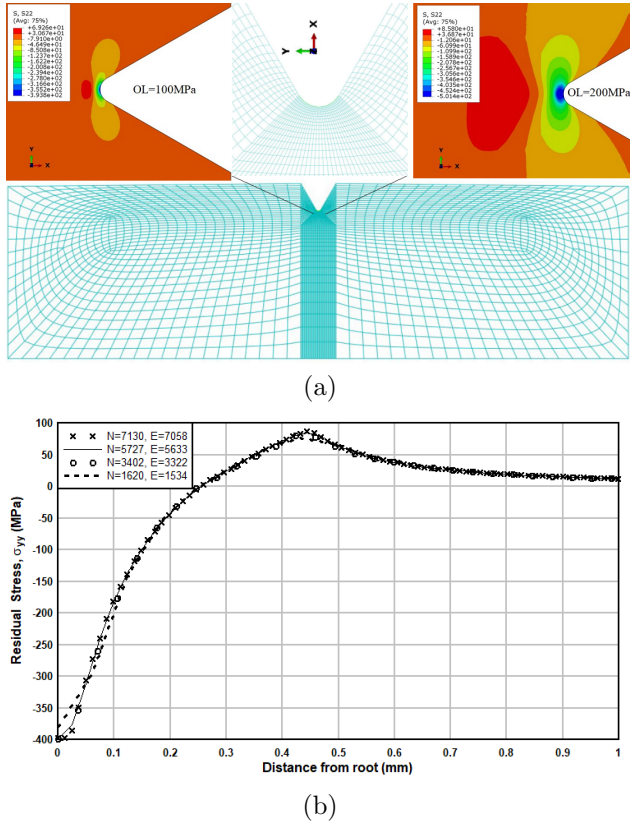 S, S22
(Avg: 75%)
+6.926e+01
+3.067e+01
-7.910e+00
-4.649e+01
-8.508e+01
-1.237e+02
-1.622e+02
-2.008e+02
-2.394e+02
-2.780e+02
-3.166e+02
-3.552e+02
-3.938e+02
OL=100MPa
Y
X
X
Y
S, S22
(Avg: 75%)
+8.580e+01
+3.687e+01
-1.206e+01
-6.099e+01
-1.099e+02
-1.589e+02
-2.078e+02
-2.567e+02
-3.056e+02
-3.546e+02
-4.035e+02
-4.524e+02
-5.014e+02
OL=200MPa
Y
X
(a)
100
50
0
-50
-100
-150
-200
-250
-300
-350
-400
Residual Stress, σyy (MPa)
N=7130, E=7058
N=5727, E=5633
N=3402, E=3322
N=1620, E=1534
0 0.1 0.2 0.3 0.4 0.5 0.6 0.7 0.8 0.9 1
Distance from root (mm)
(b)